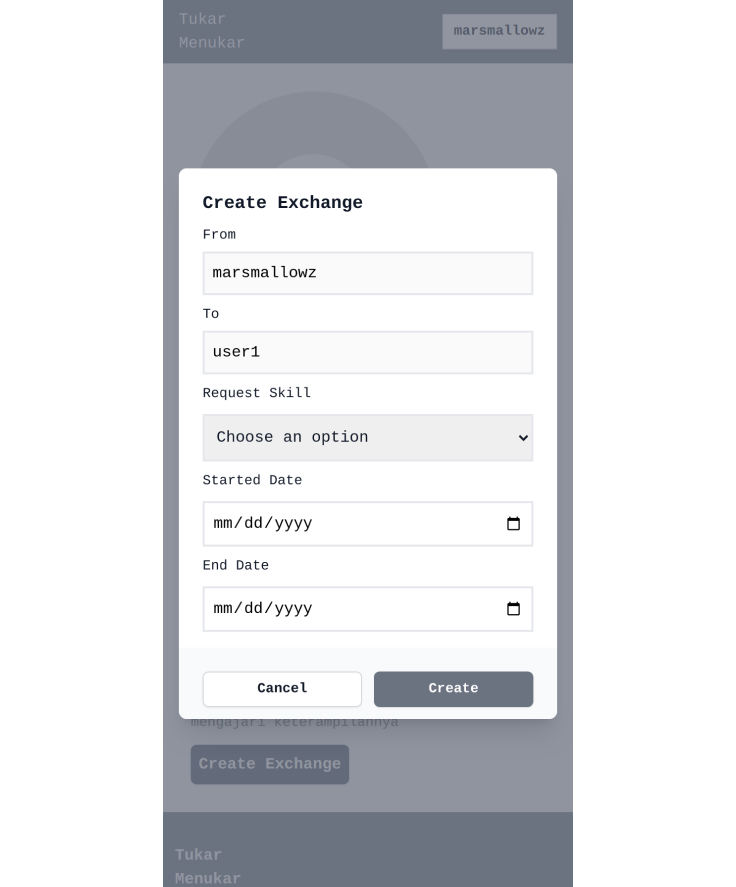 Tukar
Menukar
marsmallowz
Create Exchange
From
marsmallowz
To
user1
Request Skill
Choose an option
Started Date
mm/dd/yyyy
End Date
mm/dd/yyyy
Cancel
Create
mengajari keterampilannya
Create Exchange
Tukar
Menukar